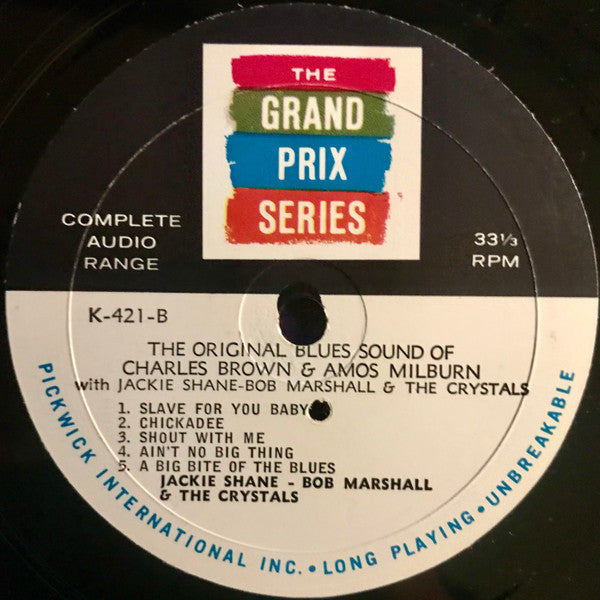 THE
GRAND
PRIX
SERIES
COMPLETE
AUDIO
RANGE
33⅓
RPM
K-421-B
THE ORIGINAL BLUES SOUND OF
CHARLES BROWN & AMOS MILBURN
with JACKIE SHANE-BOB MARSHALL & THE CRYSTALS
1. SLAVE FOR YOU BABY
2. CHICKADEE
3. SHOUT WITH ME
4. AIN'T NO BIG THING
5. A BIG BITE OF THE BLUES
JACKIE SHANE - BOB MARSHALL
& THE CRYSTALS
PICKWICK INTERNATIONAL INC. • LONG PLAYING • UNBREAKABLE